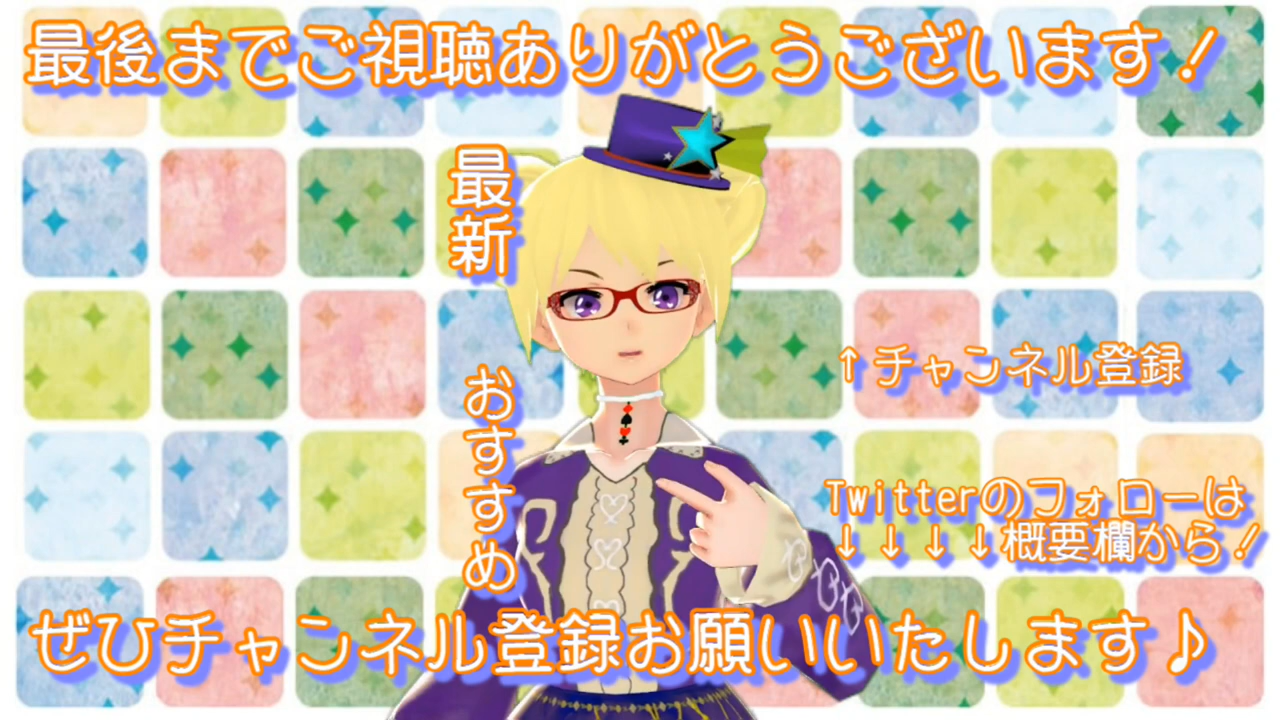 最後までご視聴ありがとうございます！
最新
↑チャンネル登録
おすすめ
Twitterのフォローは
↓↓↓↓概要欄から！
ぜひチャンネル登録お願いいたします♪